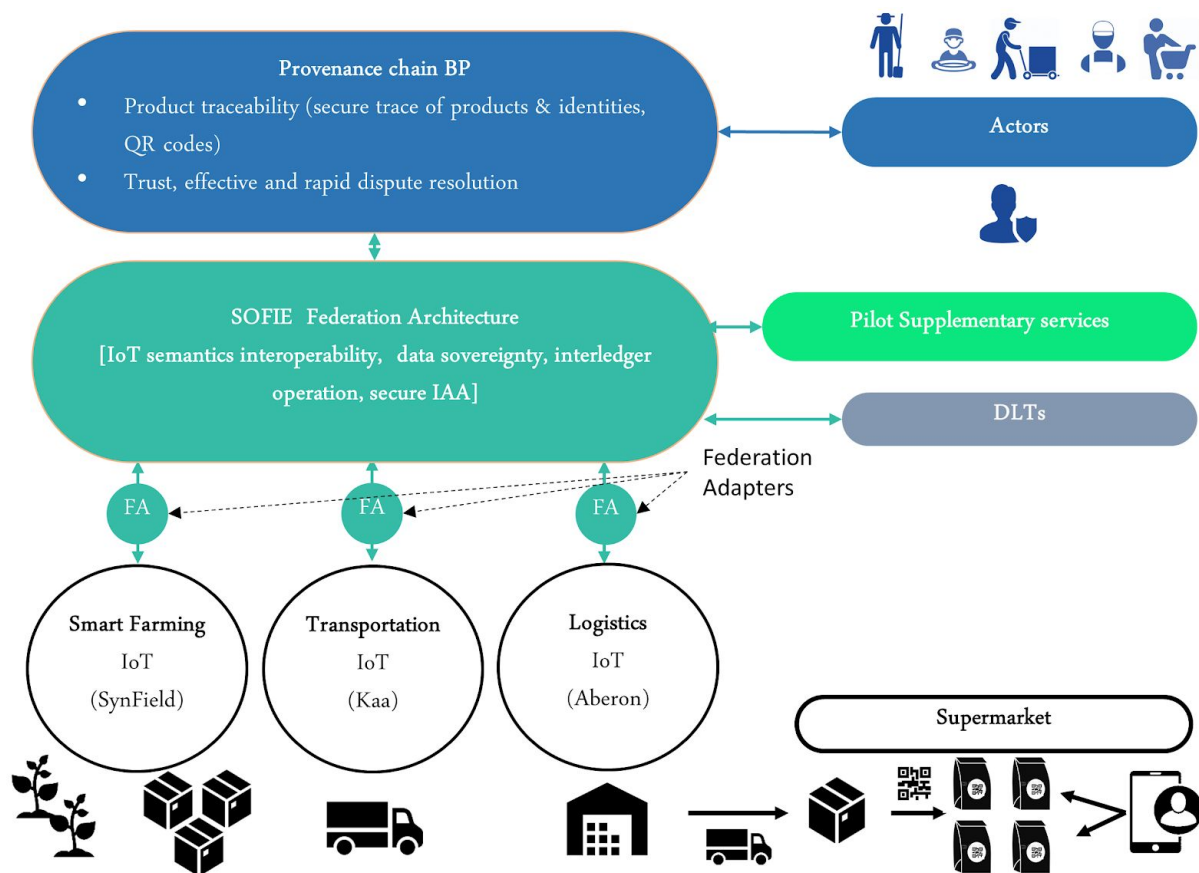 Provenance chain BP
• Product traceability (secure trace of products & identities,
QR codes)
• Trust, effective and rapid dispute resolution
Actors
SOFIE Federation Architecture
[IoT semantics interoperability, data sovereignty, interledger
operation, secure IAA]
Pilot Supplementary services
DLTs
Federation
Adapters
FA
FA
FA
Smart Farming
IoT
(SynField)
Transportation
IoT
(Kaa)
Logistics
IoT
(Aberon)
Supermarket